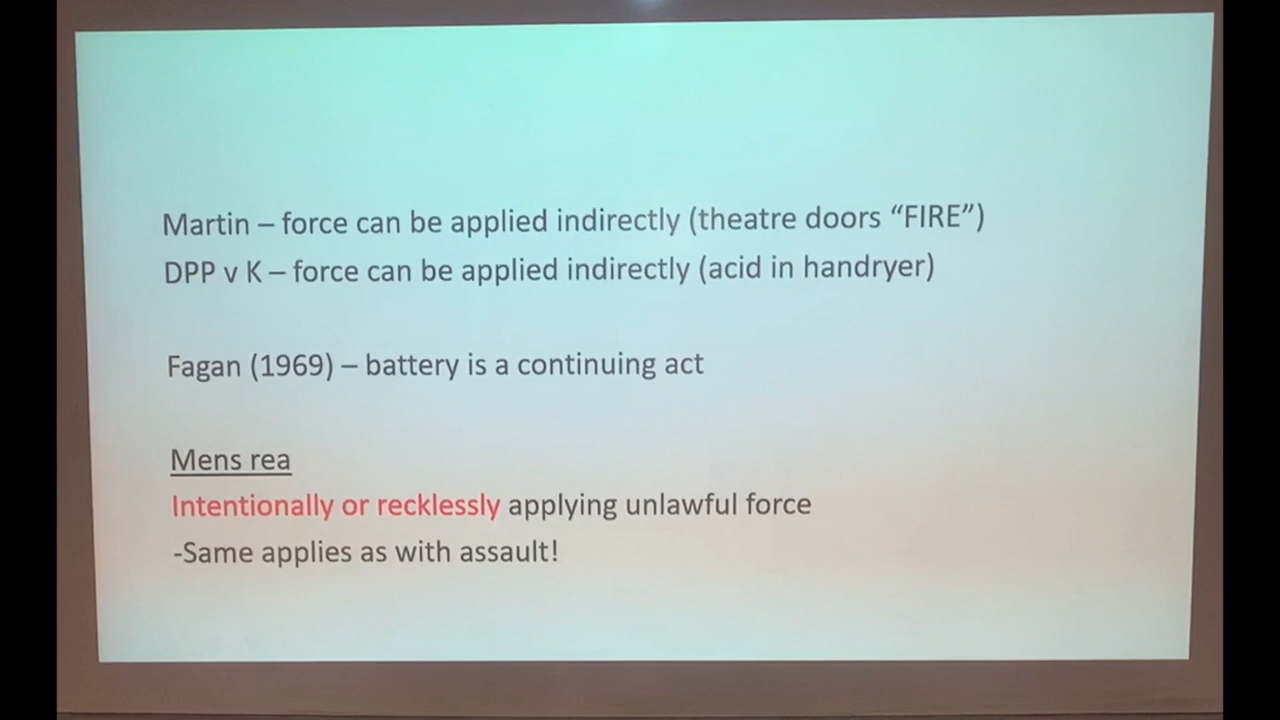 Martin – force can be applied indirectly (theatre doors “FIRE”)
DPP v K – force can be applied indirectly (acid in handryer)
Fagan (1969) – battery is a continuing act
Mens rea
Intentionally or recklessly applying unlawful force
-Same applies as with assault!